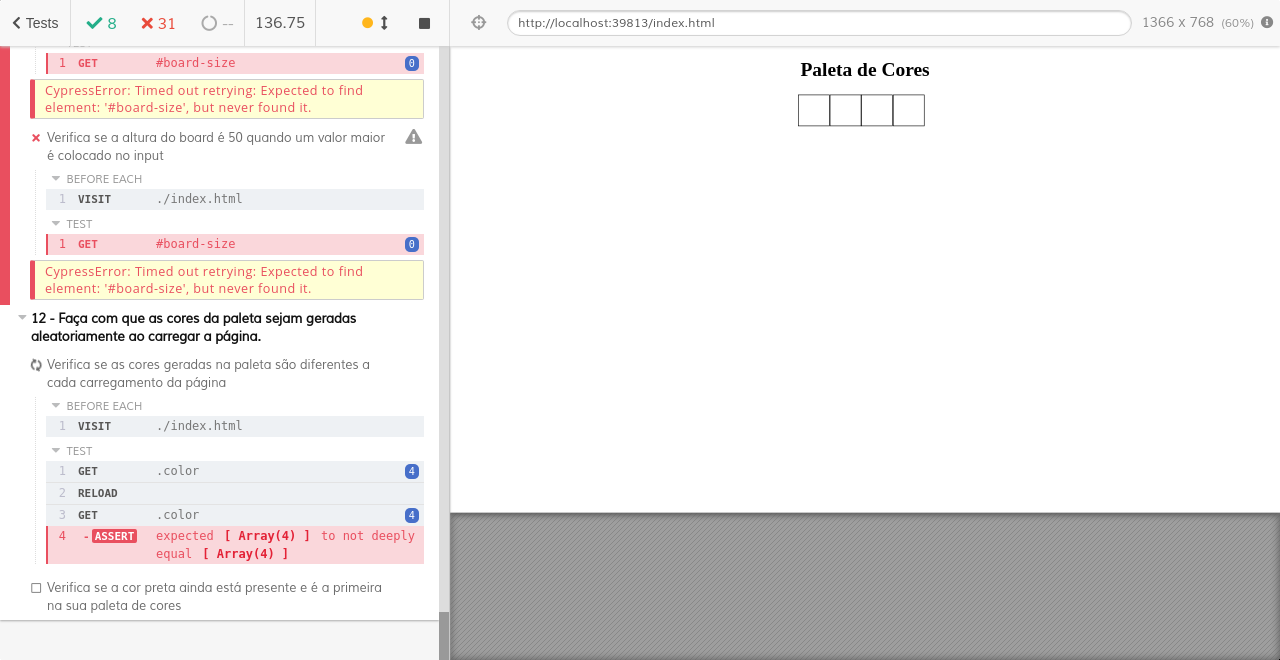 Tests
8
31
--
136.75
http://localhost:39813/index.html
1366 x 768 (60%)
1 GET #board-size 0
CypressError: Timed out retrying: Expected to find
element: '#board-size', but never found it.
Verifica se a altura do board é 50 quando um valor maior
é colocado no input
BEFORE EACH
1 VISIT ./index.html
TEST
1 GET #board-size 0
CypressError: Timed out retrying: Expected to find
element: '#board-size', but never found it.
12 - Faça com que as cores da paleta sejam geradas
aleatoriamente ao carregar a página.
Verifica se as cores geradas na paleta são diferentes a
cada carregamento da página
BEFORE EACH
1 VISIT ./index.html
TEST
1 GET .color 4
2 RELOAD
3 GET .color 4
4 -ASSERT expected [ Array(4) ] to not deeply
equal [ Array(4) ]
Verifica se a cor preta ainda está presente e é a primeira
na sua paleta de cores
Paleta de Cores